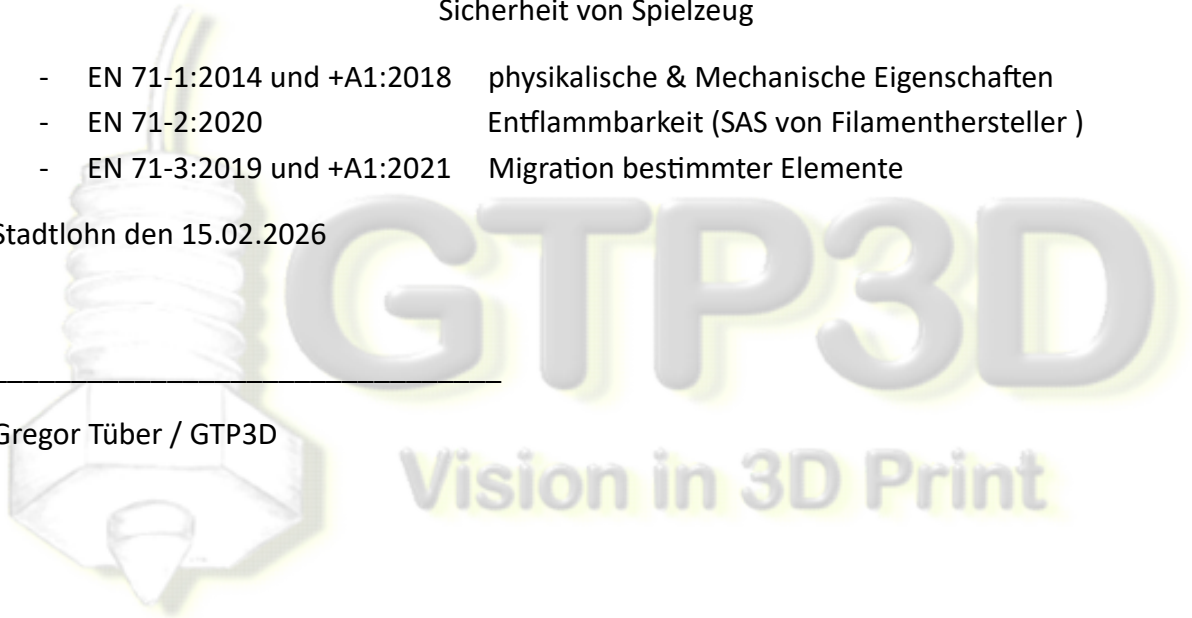 Sicherheit von Spielzeug
- EN 71-1:2014 und +A1:2018 physikalische & Mechanische Eigenschaften
- EN 71-2:2020 Entflammbarkeit (SAS von Filamenthersteller )
- EN 71-3:2019 und +A1:2021 Migration bestimmter Elemente
Stadtlohn den 15.02.2026
GTP3D
Gregor Tüber / GTP3D
Vision in 3D Print